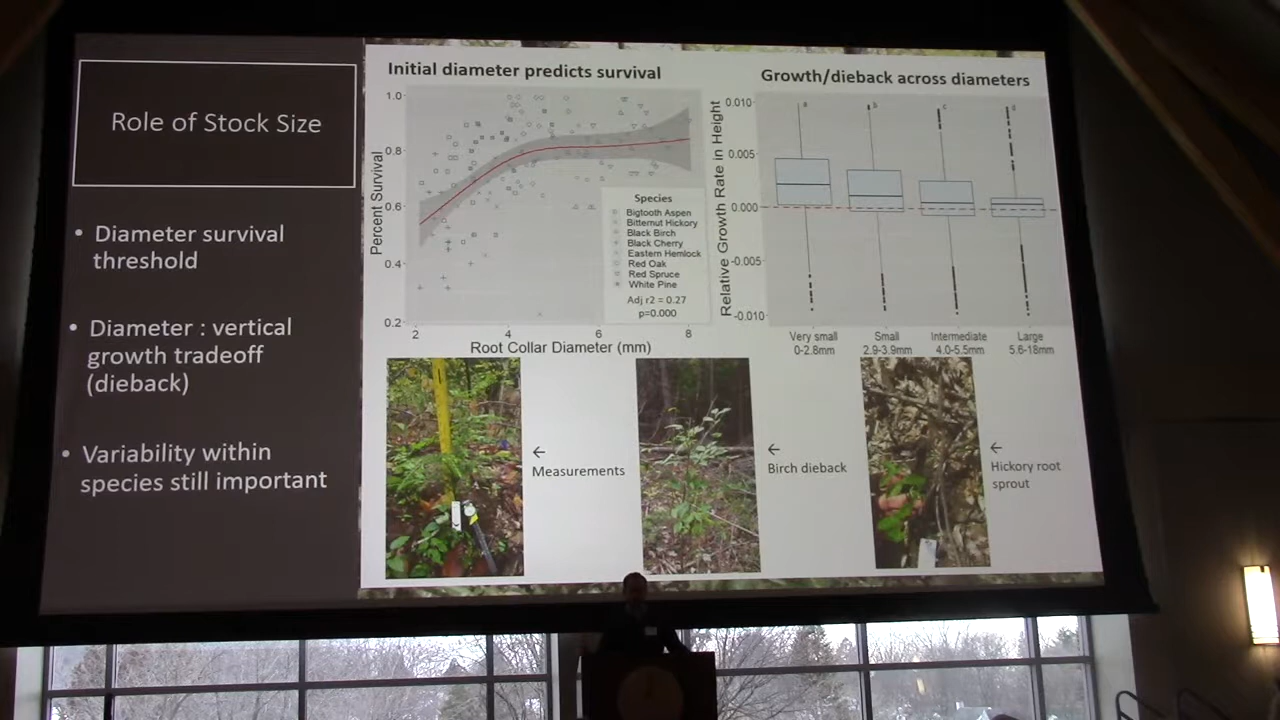 Role of Stock Size
• Diameter survival
threshold
• Diameter : vertical
growth tradeoff
(dieback)
• Variability within
species still important
Initial diameter predicts survival
Percent Survival
1.0
0.8
0.6
0.4
0.2
2
4
6
8
Root Collar Diameter (mm)
Species
Bigtooth Aspen
Bitternut Hickory
Black Birch
Black Cherry
Eastern Hemlock
Red Oak
Red Spruce
White Pine
Adj r2 = 0.27
p=0.000
Growth/dieback across diameters
Relative Growth Rate in Height
0.010
0.005
0.000
-0.005
-0.010
a
b
c
d
Very small
0-2.8mm
Small
2.9-3.9mm
Intermediate
4.0-5.5mm
Large
5.6-18mm
←
Measurements
←
Birch dieback
←
Hickory root
sprout